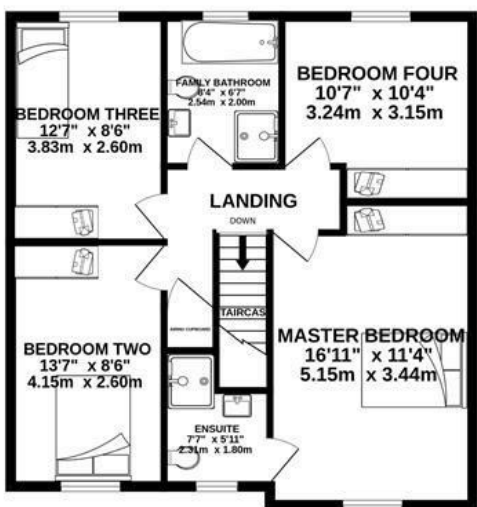 FAMILY BATHROOM
8'4" x 6'7"
2.54m x 2.00m
BEDROOM FOUR
10'7" x 10'4"
3.24m x 3.15m
BEDROOM THREE
12'7" x 8'6"
3.83m x 2.60m
LANDING
DOWN
TAIRCAS
AIRING CUPBOARD
MASTER BEDROOM
16'11" x 11'4"
5.15m x 3.44m
BEDROOM TWO
13'7" x 8'6"
4.15m x 2.60m
ENSUITE
7'7" x 5'11"
2.31m x 1.80m